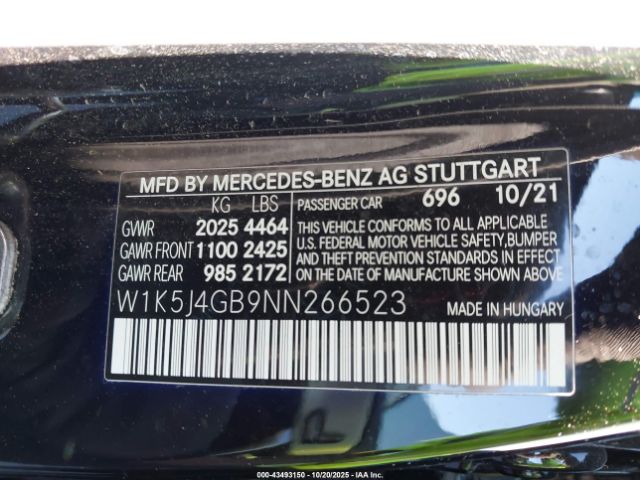 MFD BY MERCEDES-BENZ AG STUTTGART
KG LBS PASSENGER CAR 696 10/21
GVWR 2025 4464 THIS VEHICLE CONFORMS TO ALL APPLICABLE
GAWR FRONT 1100 2425 U.S. FEDERAL MOTOR VEHICLE SAFETY, BUMPER
GAWR REAR 985 2172 AND THEFT PREVENTION STANDARDS IN EFFECT
ON THE DATE OF MANUFACTURE SHOWN ABOVE.
W1K5J4GB9NN266523 MADE IN HUNGARY
000-43493150 - 10/20/2025 - IAAI, Inc.